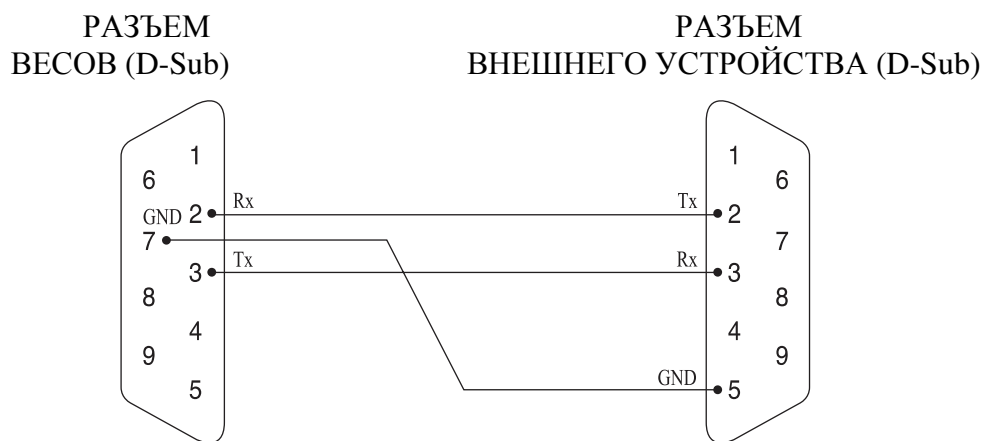 РАЗЪЕМ
ВЕСОВ (D-Sub)
РАЗЪЕМ
ВНЕШНЕГО УСТРОЙСТВА (D-Sub)
1
6
2 Rx
GND
7
3 Tx
8
4
9
5
1
6
Tx 2
7
Rx 3
8
4
9
GND 5